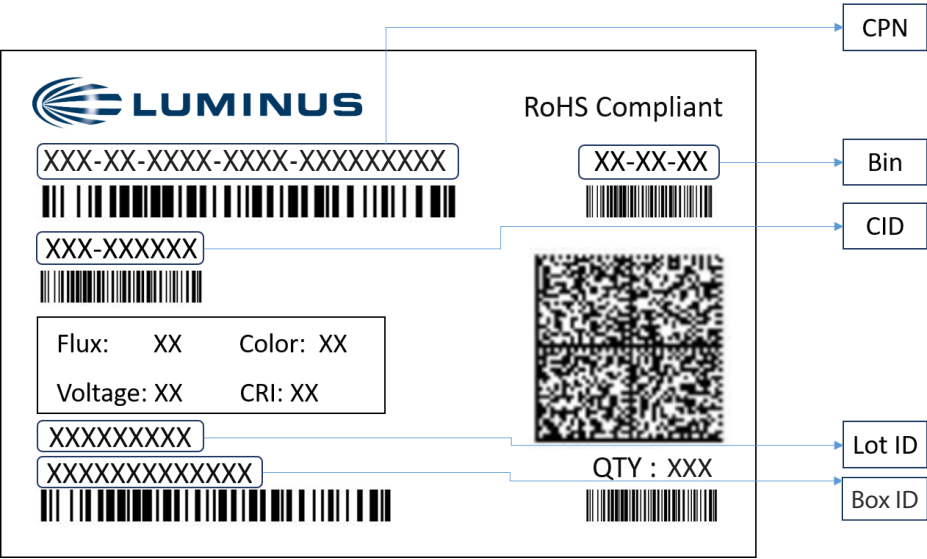 CPN
LUMINUS
RoHS Compliant
XXX-XX-XXXX-XXXX-XXXXXXXXX
XX-XX-XX
Bin
CID
XXX-XXXXXX
Flux: XX Color: XX
Voltage: XX CRI: XX
XXXXXXXXX
Lot ID
XXXXXXXXXXXXX
QTY : XXX
Box ID